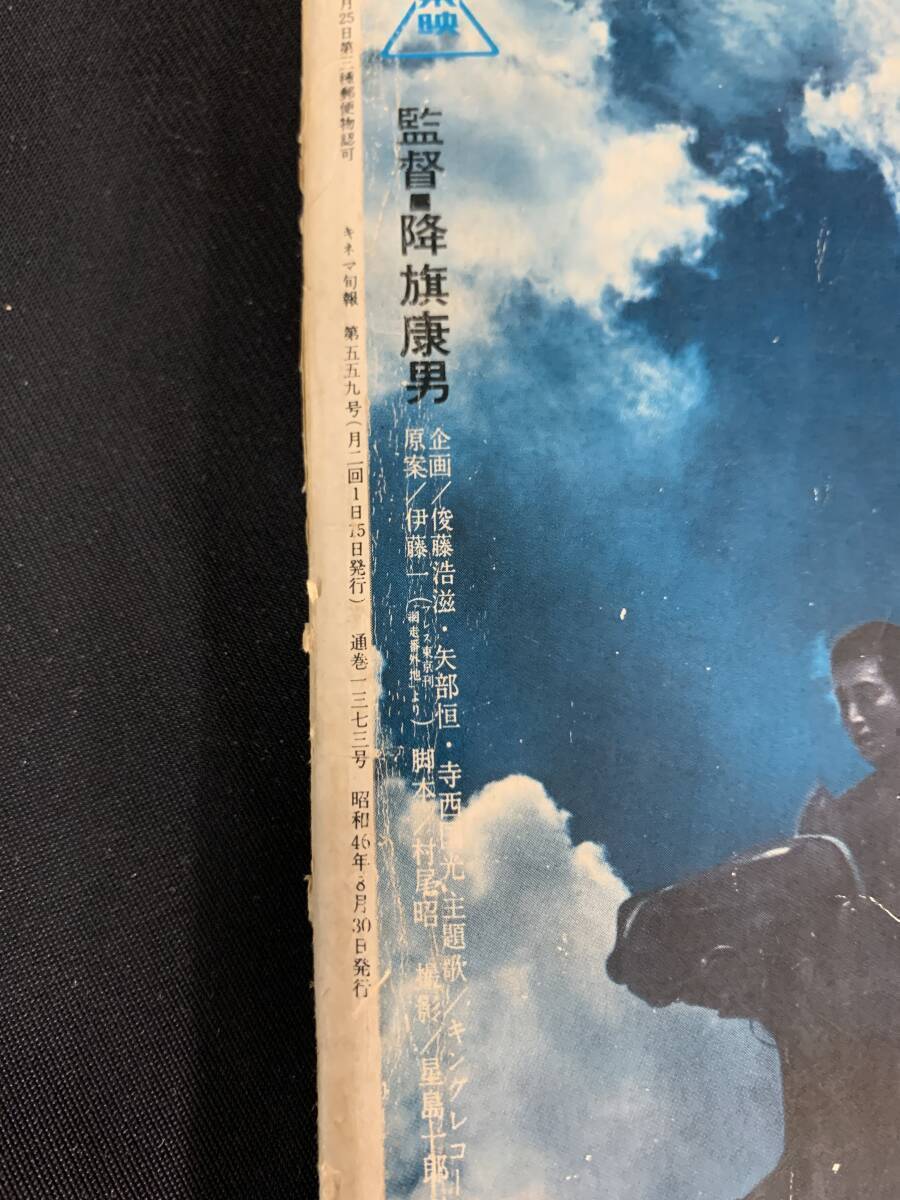 映
監督■降旗康男
企画／俊藤浩滋・矢部恒・寺西国光 主題歌／キングレコー
原案／伊藤一（プレス東京刊「網走番外地」より） 脚本／村尾昭 撮影／星島一郎
月25日第三種郵便物認可 キネマ旬報 第五五九号（月二回1日15日発行） 通巻一三七三号 昭和46年8月30日発行